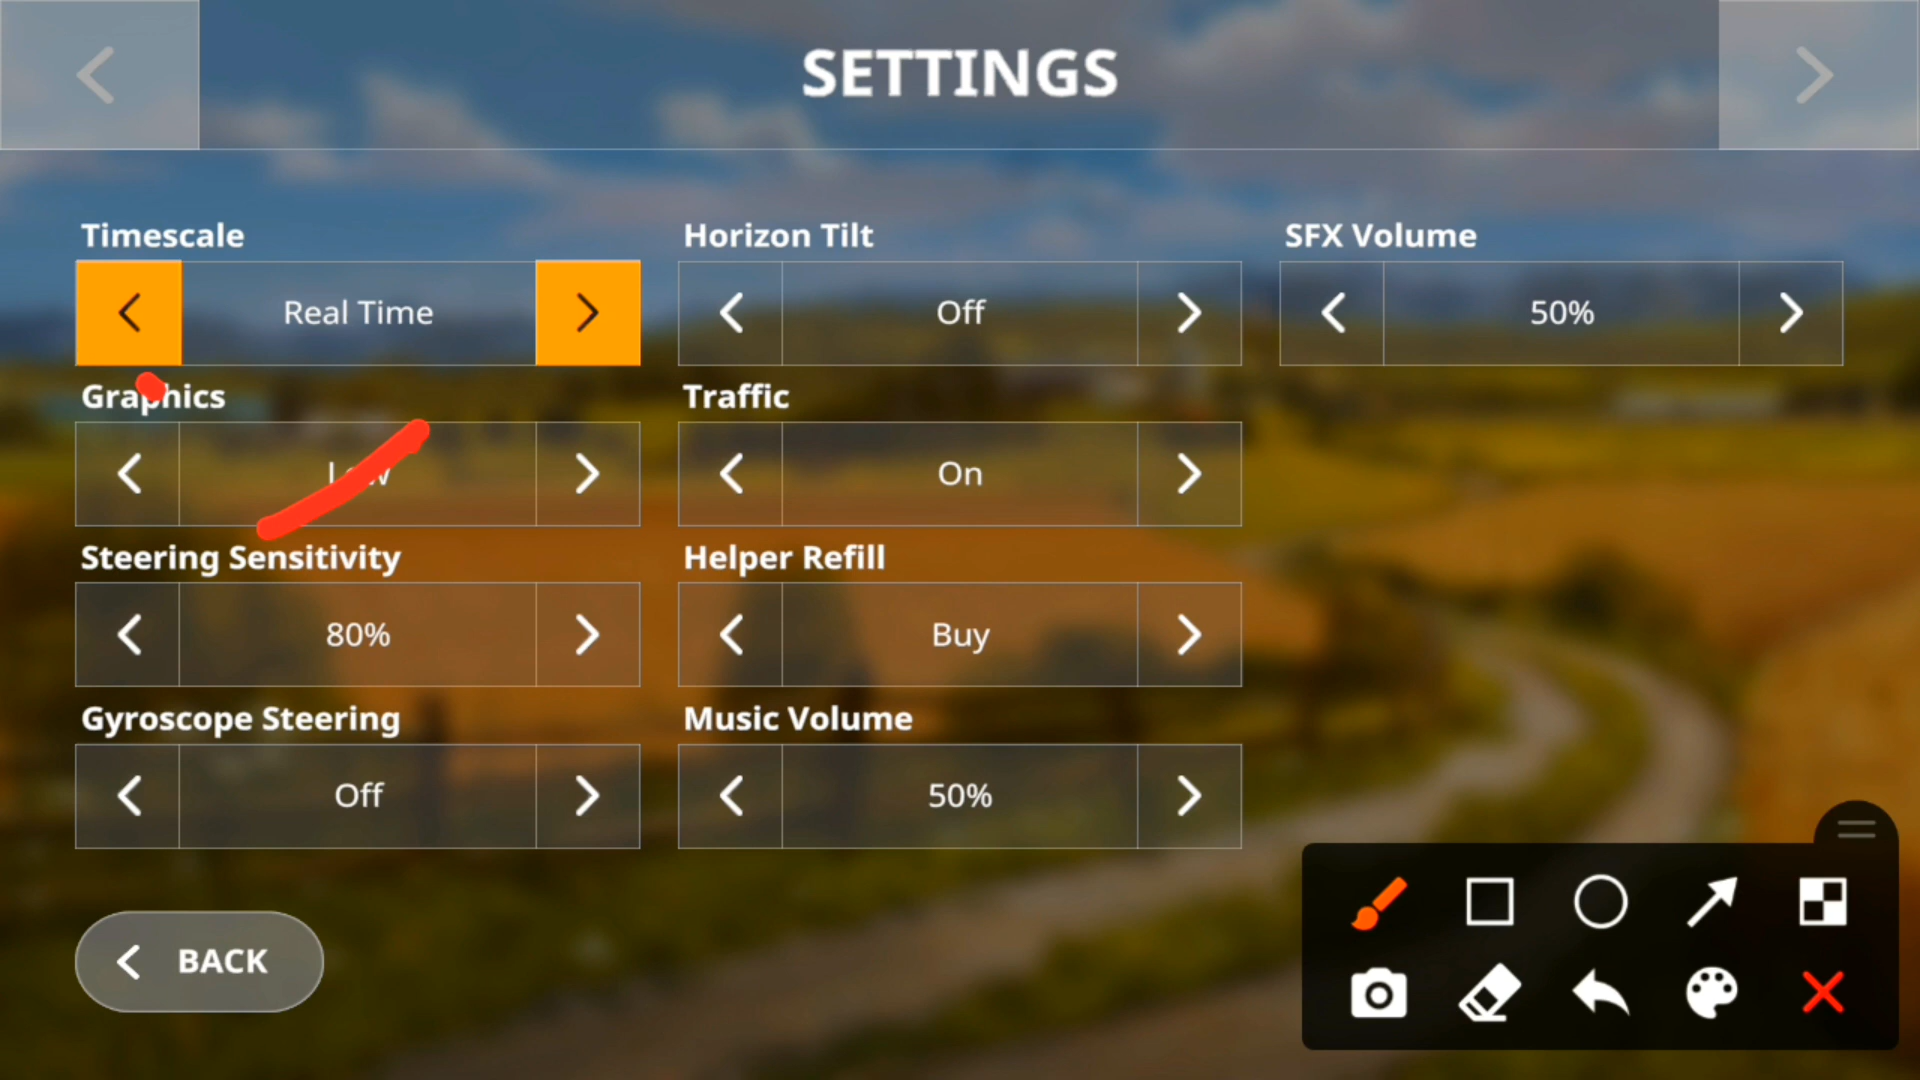 SETTINGS
Timescale
Real Time
Graphics
Low
Steering Sensitivity
80%
Gyroscope Steering
Off
Horizon Tilt
Off
Traffic
On
Helper Refill
Buy
Music Volume
50%
SFX Volume
50%
BACK